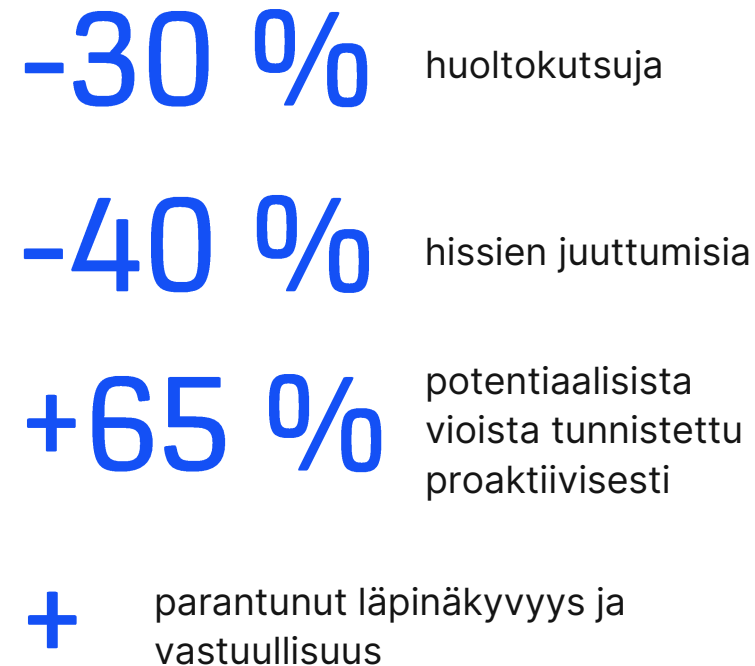 -30 % huoltokutsuja
-40 % hissien juuttumisia
+65 % potentiaalisista
vioista tunnistettu
proaktiivisesti
+ parantunut läpinäkyvyys ja
vastuullisuus